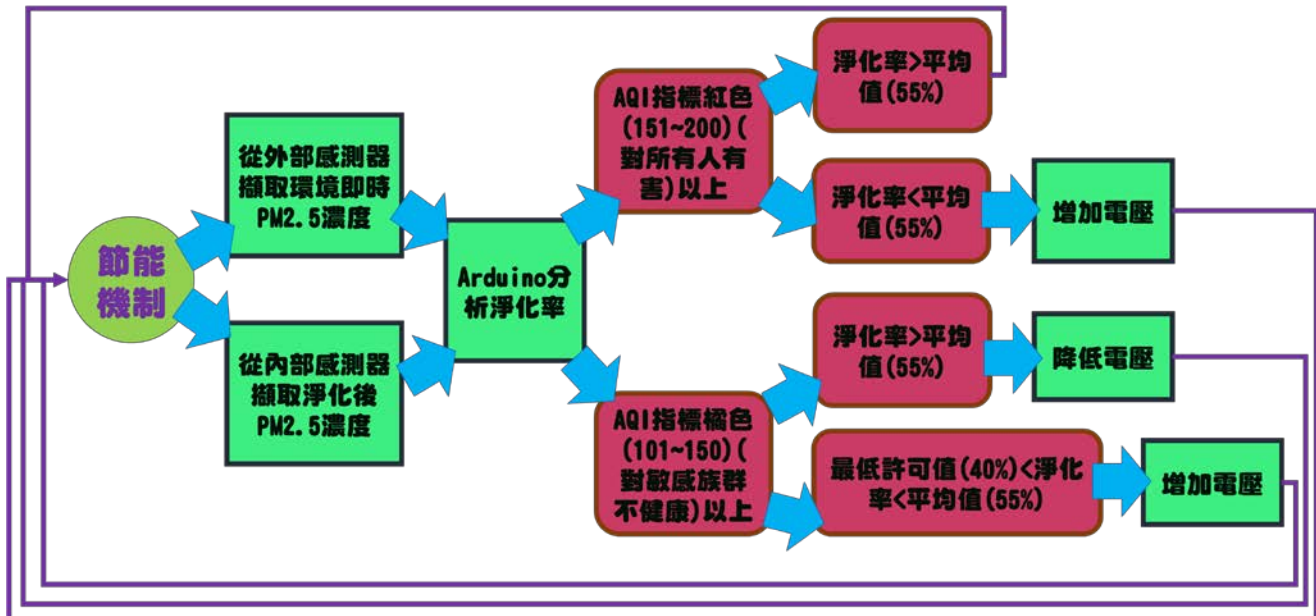 節能
機制
從外部感測器
擷取環境即時
PM2.5濃度
從內部感測器
擷取淨化後
PM2.5濃度
Arduino分
析淨化率
AQI指標紅色
(151~200)(
對所有人有
害)以上
淨化率>平均
值(55%)
淨化率<平均
值(55%)
增加電壓
AQI指標橘色
(101~150)(
對敏感族群
不健康)以上
淨化率>平均
值(55%)
降低電壓
最低許可值(40%)<淨化
率<平均值(55%)
增加電壓